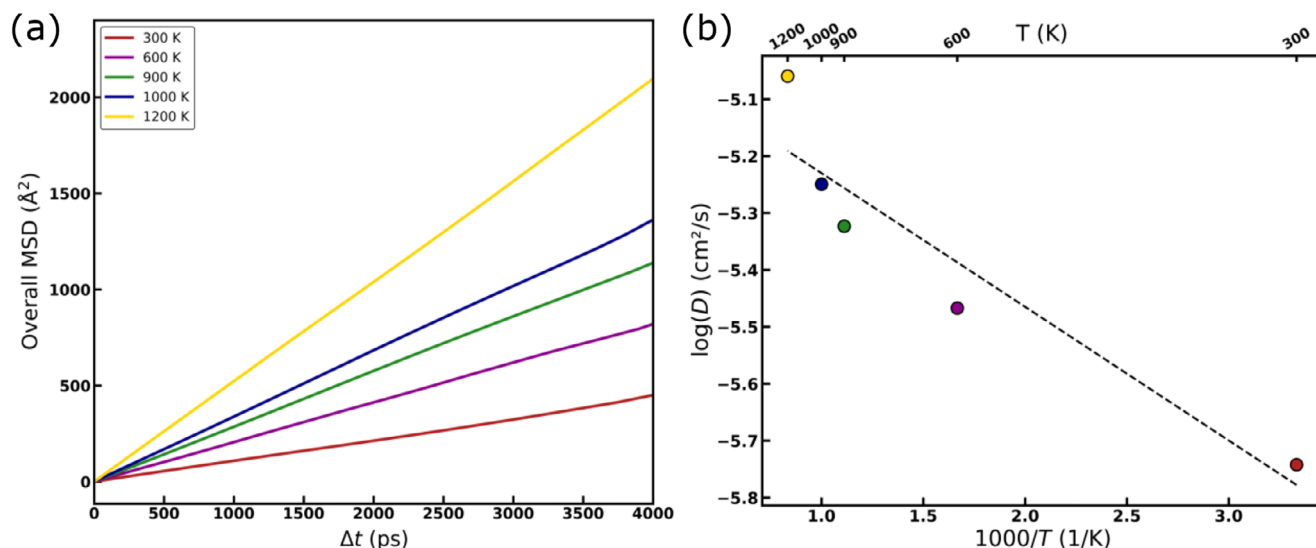 (a)
300 K
600 K
900 K
1000 K
1200 K
Overall MSD (Å²)
2000
1500
1000
500
0
0 500 1000 1500 2000 2500 3000 3500 4000
Δt (ps)
(b)
T (K)
1200 1000 900 600 300
log(D) (cm²/s)
−5.1
−5.2
−5.3
−5.4
−5.5
−5.6
−5.7
−5.8
1.0 1.5 2.0 2.5 3.0
1000/T (1/K)